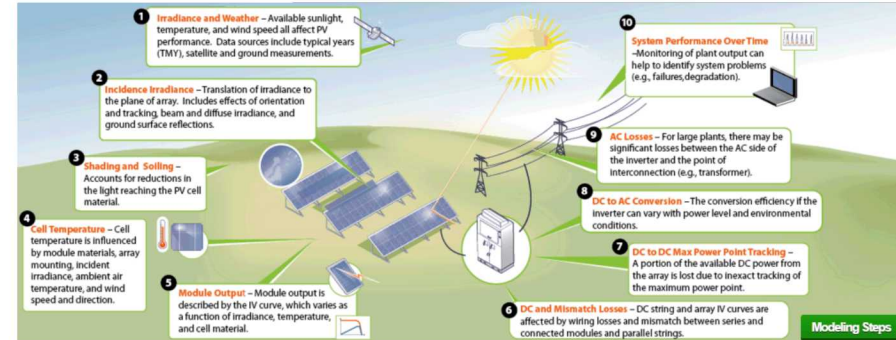 1
Irradiance and Weather – Available sunlight,
temperature, and wind speed all affect PV
performance. Data sources include typical years
(TMY), satellite and ground measurements.
2
Incidence Irradiance –Translation of irradiance to
the plane of array. Includes effects of orientation
and tracking, beam and diffuse irradiance, and
ground surface reflections.
3
Shading and Soiling –
Accounts for reductions in
the light reaching the PV cell
material.
4
Cell Temperature – Cell
temperature is influenced
by module materials, array
mounting, incident
irradiance, ambient air
temperature, and wind
speed and direction.
5
Module Output – Module output is
described by the IV curve, which varies as
a function of irradiance, temperature,
and cell material.
6
DC and Mismatch Losses – DC string and array IV curves are
affected by wiring losses and mismatch between series and
connected modules and parallel strings.
7
DC to DC Max Power Point Tracking –
A portion of the available DC power from
the array is lost due to inexact tracking of
the maximum power point.
8
DC to AC Conversion – The conversion efficiency if the
inverter can vary with power level and environmental
conditions.
9
AC Losses – For large plants, there may be
significant losses between the AC side of
the inverter and the point of
interconnection (e.g., transformer).
10
System Performance Over Time
–Monitoring of plant output can
help to identify system problems
(e.g., failures,degradation).
Modeling Steps